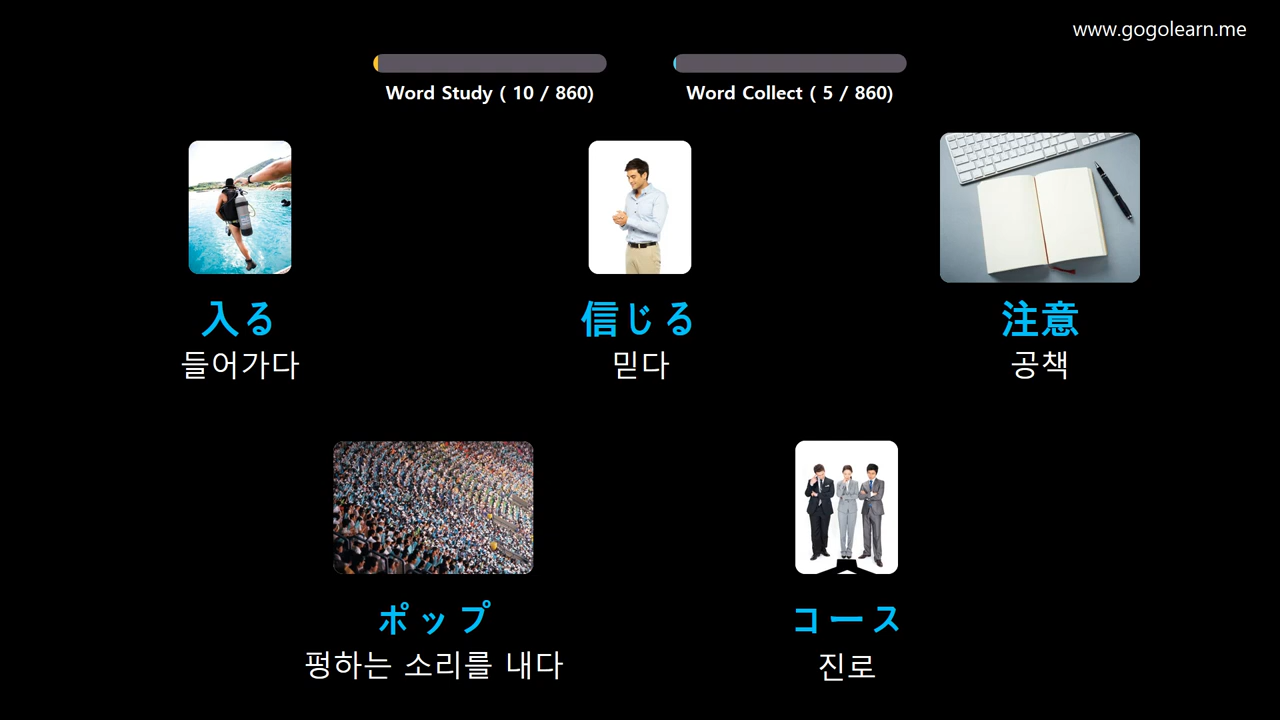 www.gogolearn.me
Word Study ( 10 / 860)
Word Collect ( 5 / 860)
入る
들어가다
信じる
믿다
注意
공책
ポップ
펑하는 소리를 내다
コース
진로